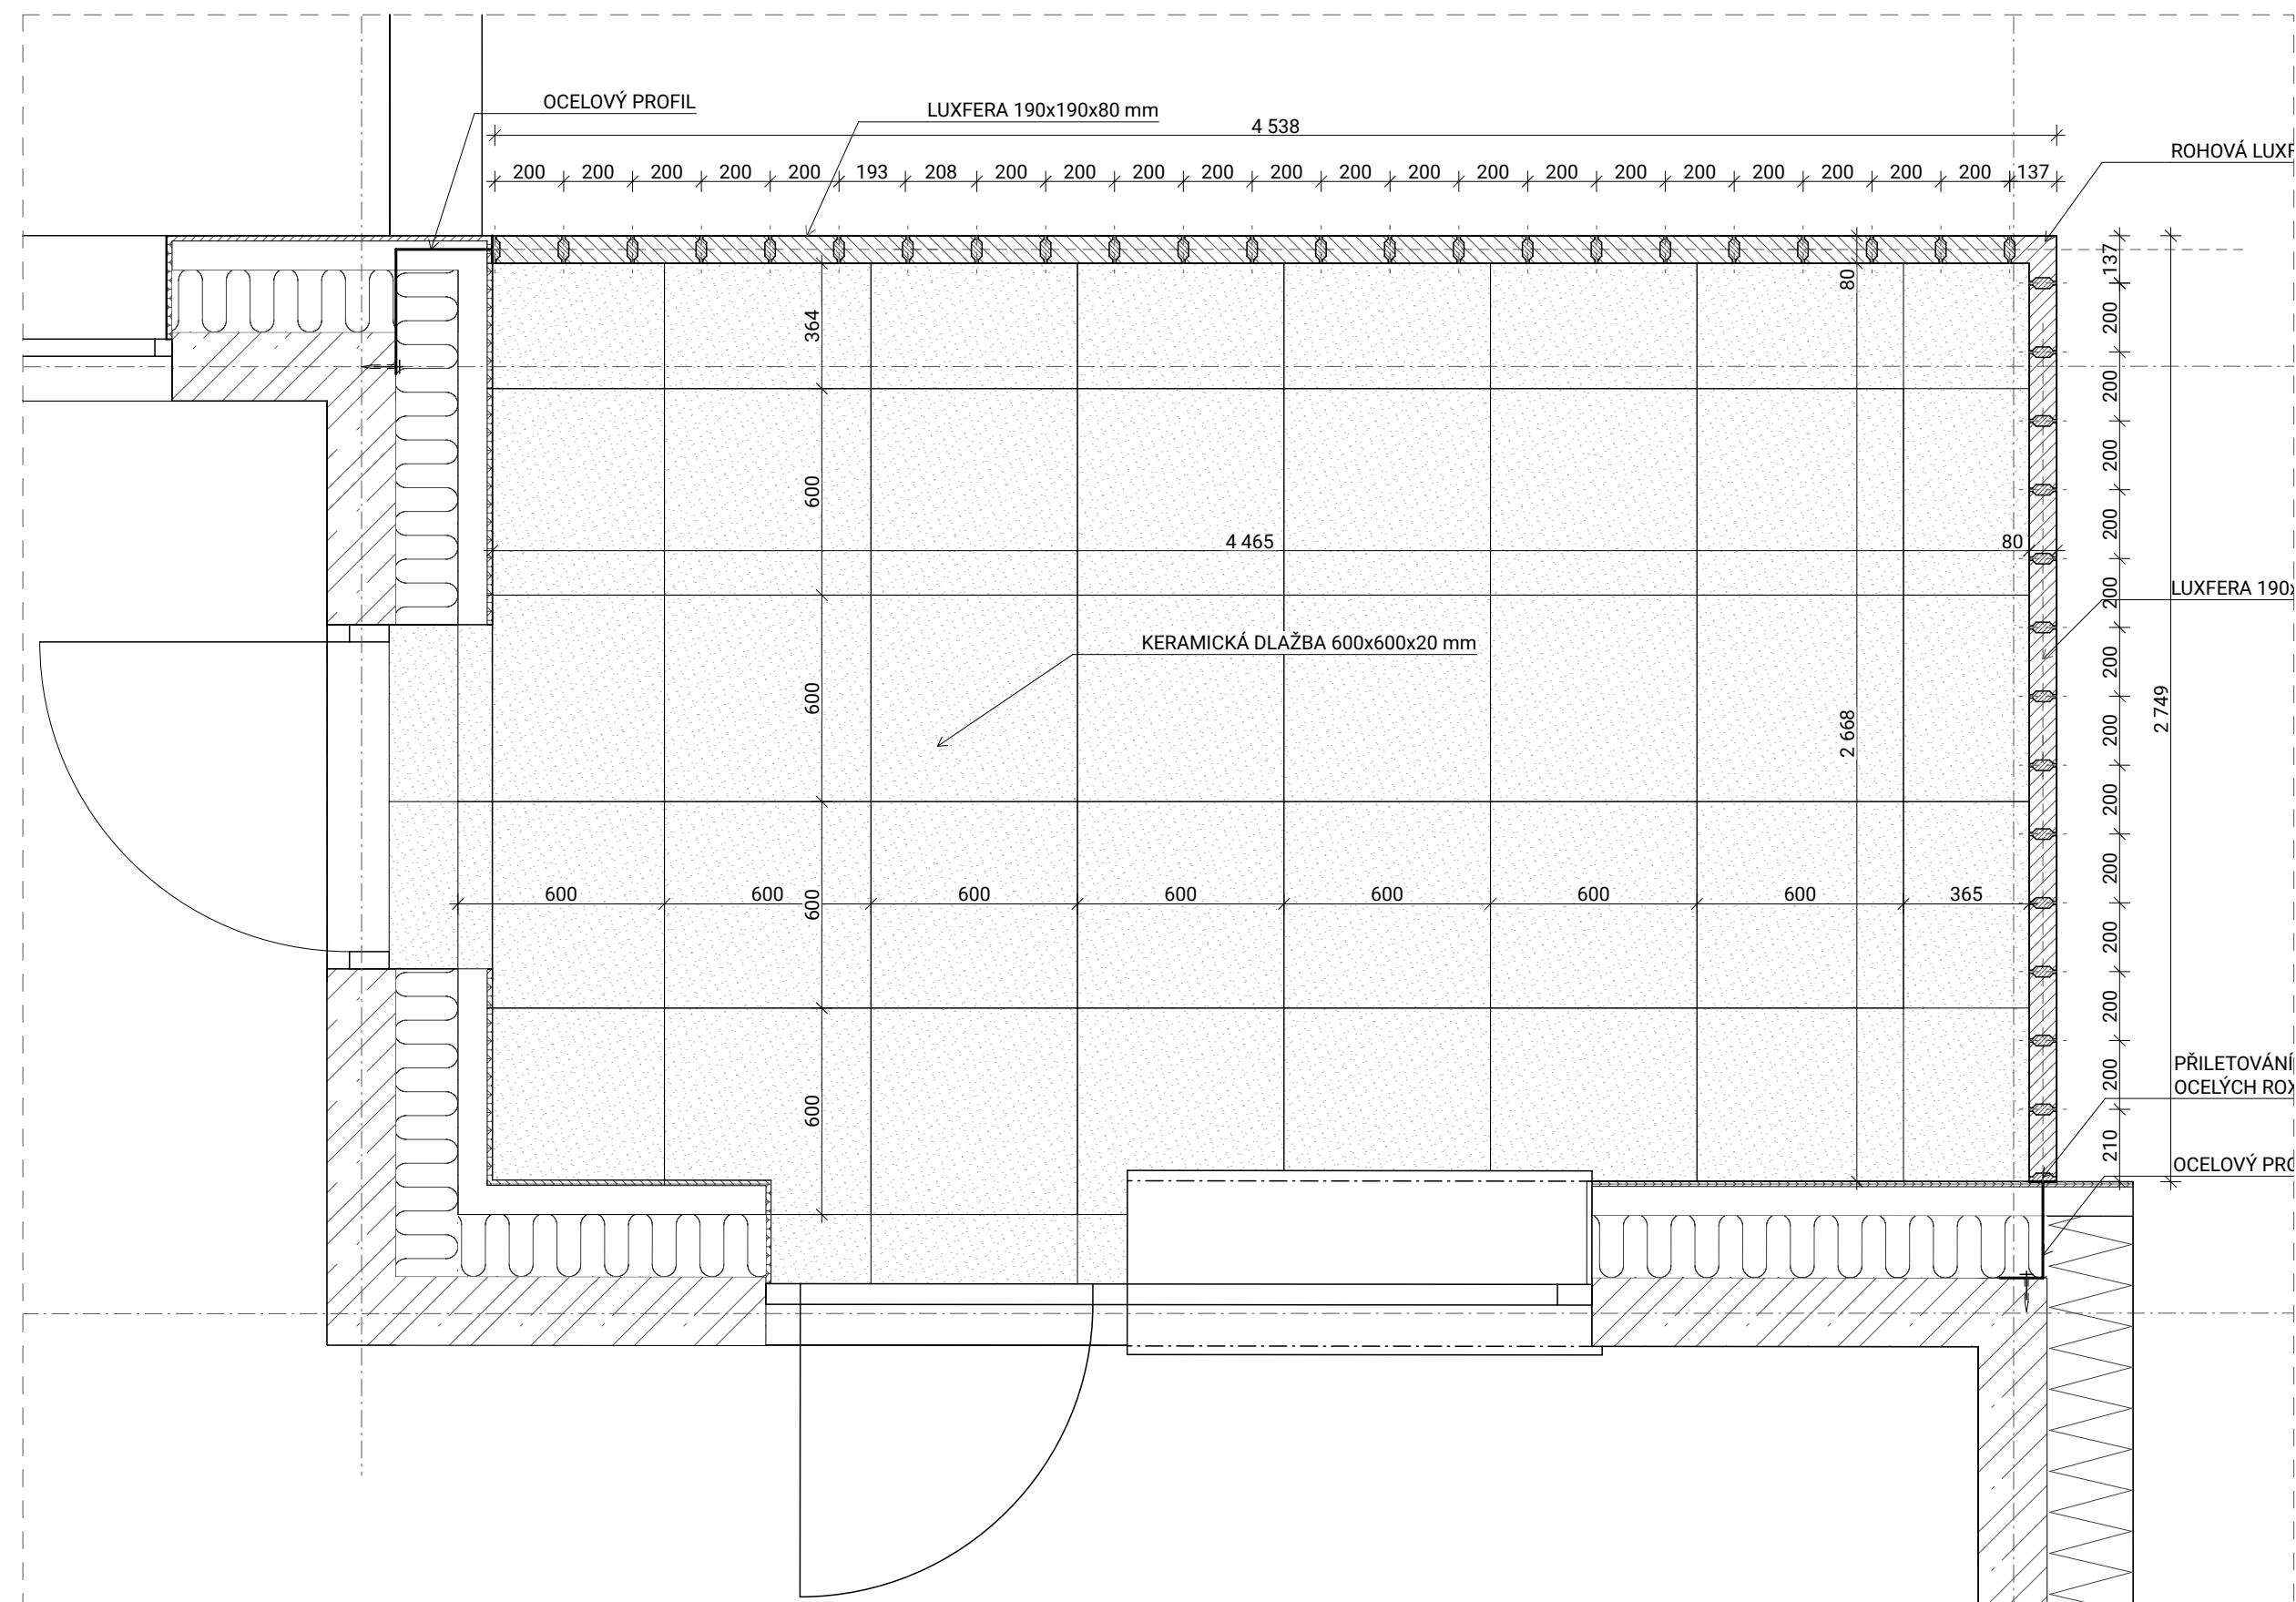 OCELOVÝ PROFIL
LUXFERA 190x190x80 mm
4 538
ROHOVÁ LUXF
200 200 200 200 200 193 208 200 200 200 200 200 200 200 200 200 200 200 200 200 200 200 137
137
80
364
200
200
200
600
200
4 465
80
200
LUXFERA 190x
KERAMICKÁ DLAŽBA 600x600x20 mm
200
600
2 668
2 749
200
200
600 600 600 600 600 600 600 365
600
200
200
200
PŘILETOVÁNÍ
OCELÝCH ROX
200
600
210
OCELOVÝ PRO